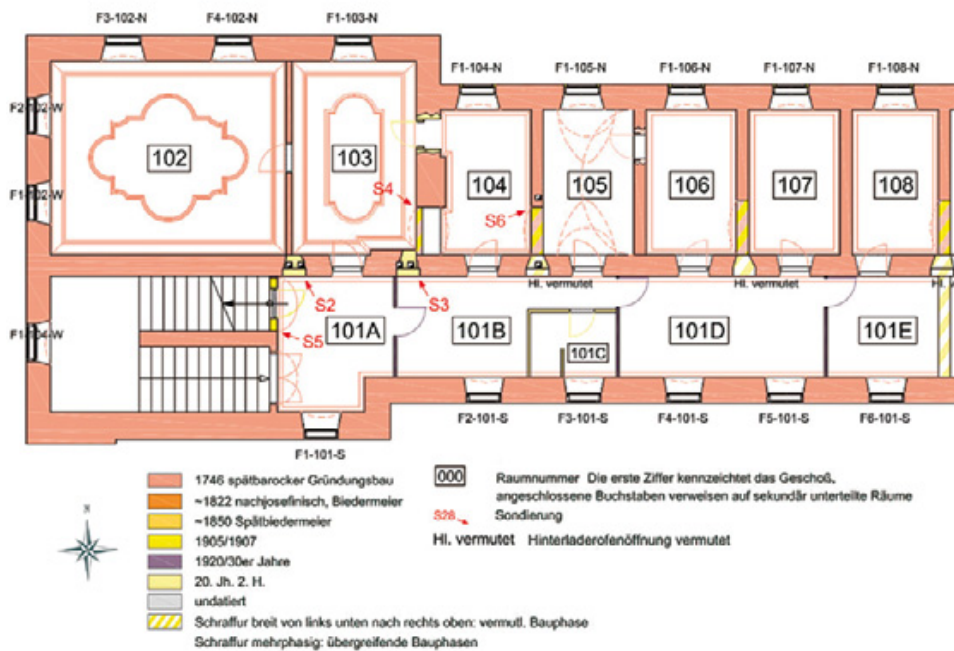 F3-102-N
F4-102-N
F1-103-N
F1-104-N
F1-105-N
F1-106-N
F1-107-N
F1-108-N
F2-102-W
102
103
104
105
106
107
108
F1-102-W
S4
S6
S2
S3
Hl. vermutet
Hl. vermutet
F1-104-W
S5
101A
101B
101C
101D
101E
F1-101-S
F2-101-S
F3-101-S
F4-101-S
F5-101-S
F6-101-S
1746 spätbarocker Gründungsbau
~1822 nachjosefinisch, Biedermeier
~1850 Spätbiedermeier
1905/1907
1920/30er Jahre
20. Jh. 2. H.
undatiert
Schraffur breit von links unten nach rechts oben: vermutl. Bauphase
Schraffur mehrphasig: übergreifende Bauphasen
N
000 Raumnummer Die erste Ziffer kennzeichtet das Geschoß,
angeschlossene Buchstaben verweisen auf sekundär unterteilte Räume
S28 Sondierung
Hl. vermutet Hinterladerofenöffnung vermutet